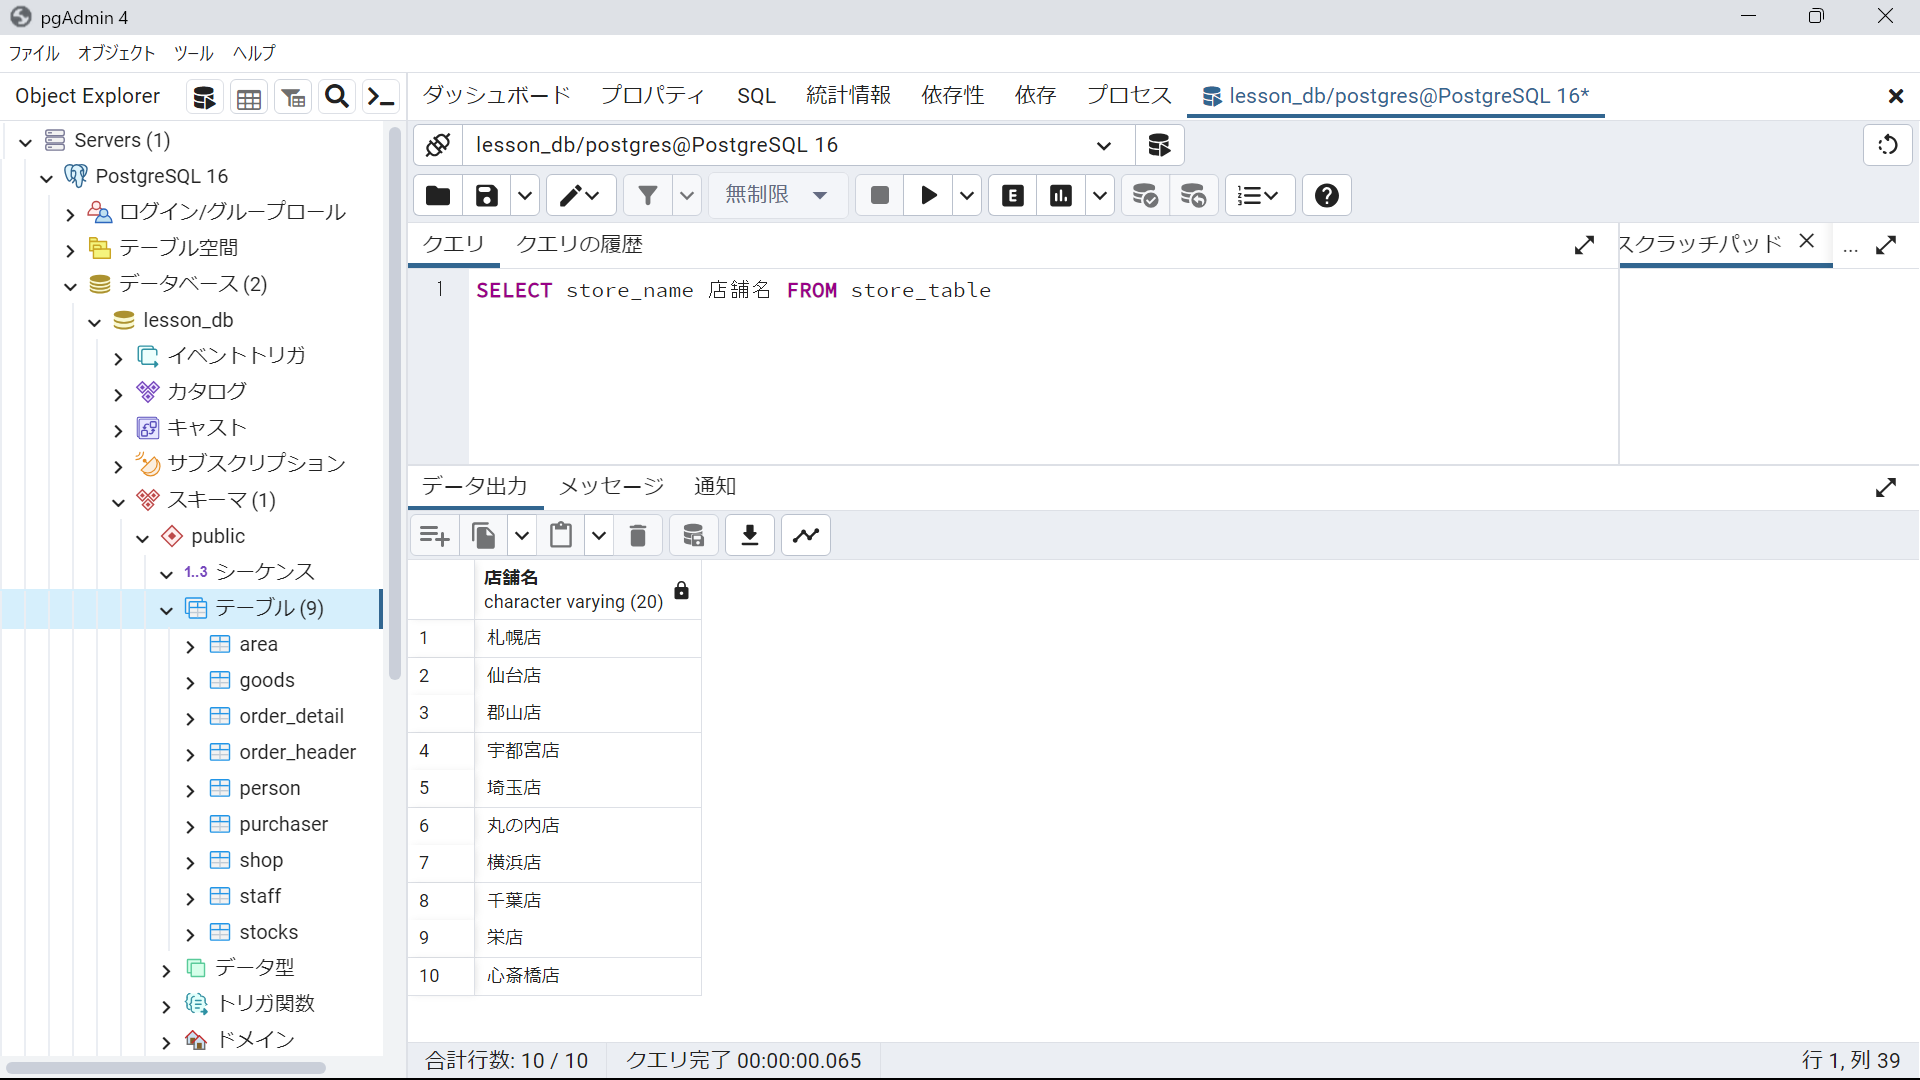 pgAdmin 4
ファイル オブジェクト ツール ヘルプ
Object Explorer
ダッシュボード プロパティ SQL 統計情報 依存性 依存 プロセス lesson_db/postgres@PostgreSQL 16*
Servers (1)
PostgreSQL 16
ログイン/グループロール
テーブル空間
データベース (2)
lesson_db
イベントトリガ
カタログ
キャスト
サブスクリプション
スキーマ (1)
public
1..3 シーケンス
テーブル (9)
area
goods
order_detail
order_header
person
purchaser
shop
staff
stocks
データ型
トリガ関数
ドメイン
lesson_db/postgres@PostgreSQL 16
無制限
E
クエリ クエリの履歴
スクラッチパッド ...
1 SELECT store_name 店舗名 FROM store_table
データ出力 メッセージ 通知
店舗名
character varying (20)
1 札幌店
2 仙台店
3 郡山店
4 宇都宮店
5 埼玉店
6 丸の内店
7 横浜店
8 千葉店
9 栄店
10 心斎橋店
合計行数: 10 / 10 クエリ完了 00:00:00.065 行 1, 列 39